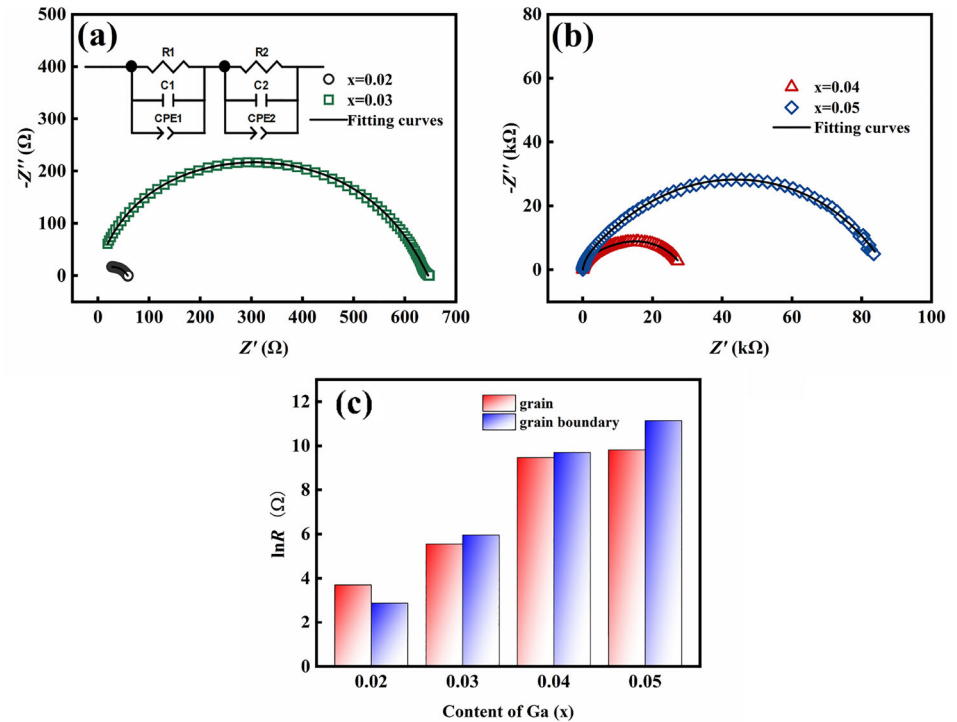 (a)
500
400
300
200
100
0
-Z'' (Ω)
R1
R2
C1
C2
CPE1
CPE2
x=0.02
x=0.03
Fitting curves
0 100 200 300 400 500 600 700
Z' (Ω)
(b)
80
60
40
20
0
-Z'' (kΩ)
x=0.04
x=0.05
Fitting curves
0 20 40 60 80 100
Z' (kΩ)
(c)
12
10
8
6
4
2
0
lnR (Ω)
grain
grain boundary
0.02 0.03 0.04 0.05
Content of Ga (x)